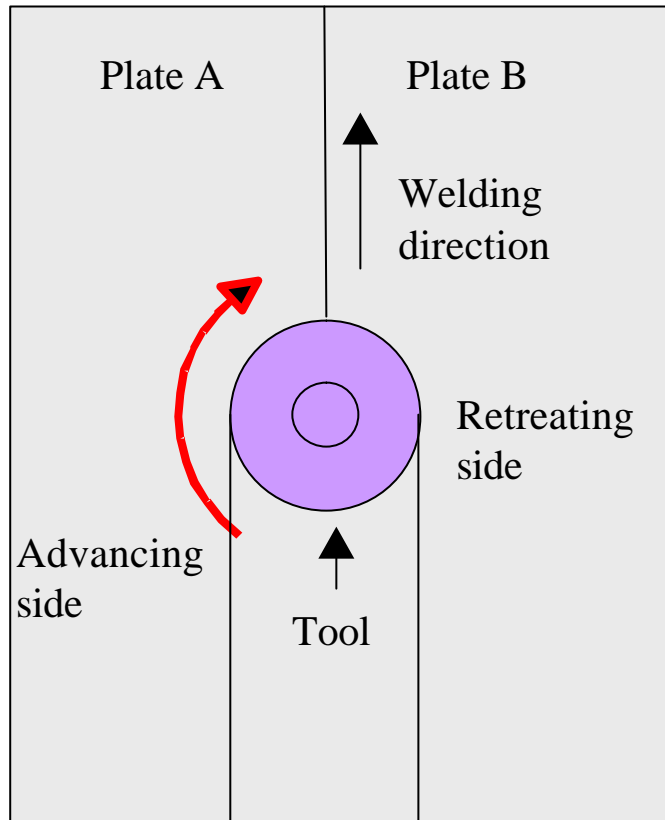 Plate A
Plate B
Welding
direction
Retreating
side
Advancing
side
Tool